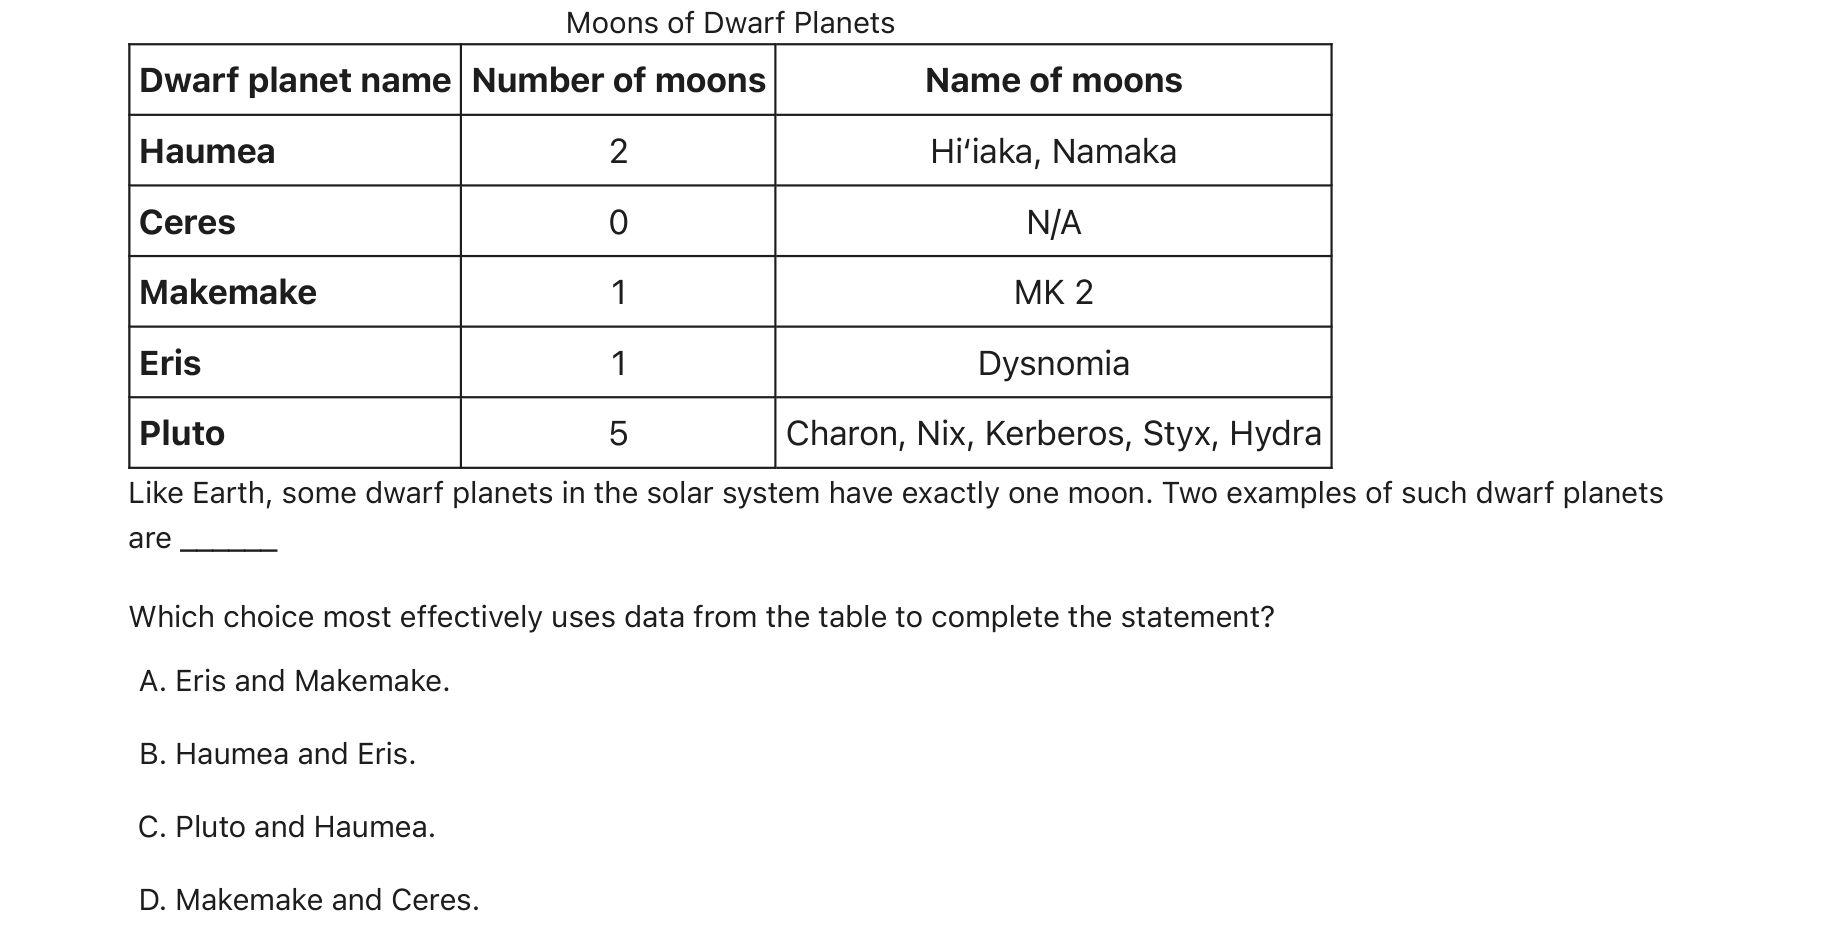 Moons of Dwarf Planets
Dwarf planet name Number of moons Name of moons
Haumea 2 Hiʻiaka, Namaka
Ceres 0 N/A
Makemake 1 MK 2
Eris 1 Dysnomia
Pluto 5 Charon, Nix, Kerberos, Styx, Hydra
Like Earth, some dwarf planets in the solar system have exactly one moon. Two examples of such dwarf planets
are ______
Which choice most effectively uses data from the table to complete the statement?
A. Eris and Makemake.
B. Haumea and Eris.
C. Pluto and Haumea.
D. Makemake and Ceres.